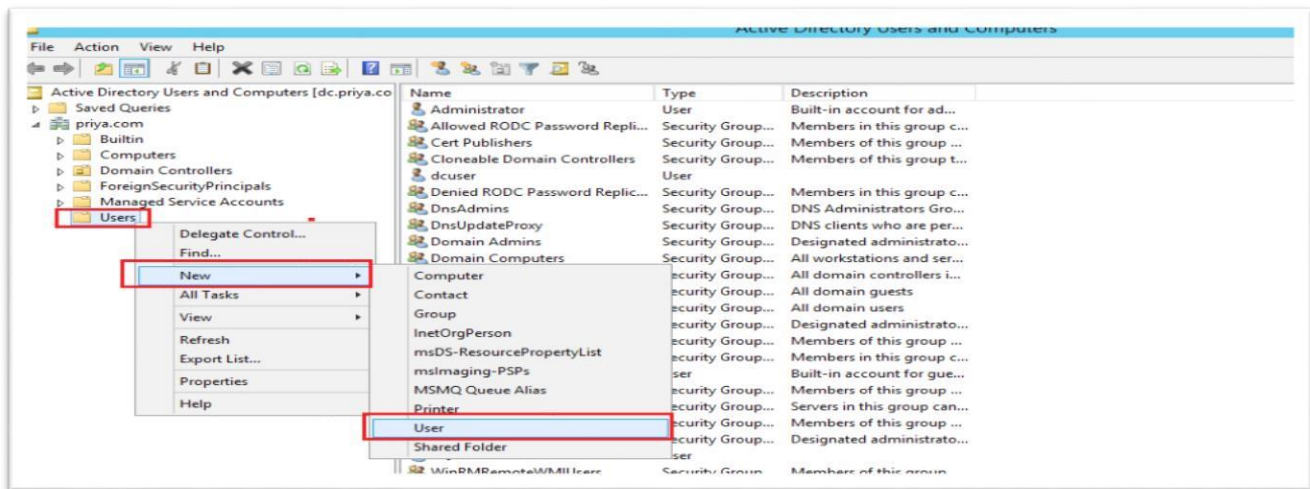 Active Directory Users and Computers
File Action View Help
Active Directory Users and Computers [dc.priya.co
Saved Queries
priya.com
Builtin
Computers
Domain Controllers
ForeignSecurityPrincipals
Managed Service Accounts
Users
Delegate Control...
Find...
New
All Tasks
View
Refresh
Export List...
Properties
Help
Name Type Description
Administrator User Built-in account for ad...
Allowed RODC Password Repli... Security Group... Members in this group c...
Cert Publishers Security Group... Members of this group ...
Cloneable Domain Controllers Security Group... Members of this group t...
dcuser User
Denied RODC Password Replic... Security Group... Members in this group c...
DnsAdmins Security Group... DNS Administrators Gro...
DnsUpdateProxy Security Group... DNS clients who are per...
Domain Admins Security Group... Designated administrato...
Domain Computers Security Group... All workstations and ser...
ecurity Group... All domain controllers i...
ecurity Group... All domain guests
ecurity Group... All domain users
ecurity Group... Designated administrato...
ecurity Group... Members of this group ...
ecurity Group... Members in this group c...
ser Built-in account for gue...
ecurity Group... Members of this group ...
ecurity Group... Servers in this group can...
ecurity Group... Members of this group ...
ecurity Group... Designated administrato...
ser
WinRMRemoteWMIUsers Security Group Members of this group
Computer
Contact
Group
InetOrgPerson
msDS-ResourcePropertyList
msImaging-PSPs
MSMQ Queue Alias
Printer
User
Shared Folder